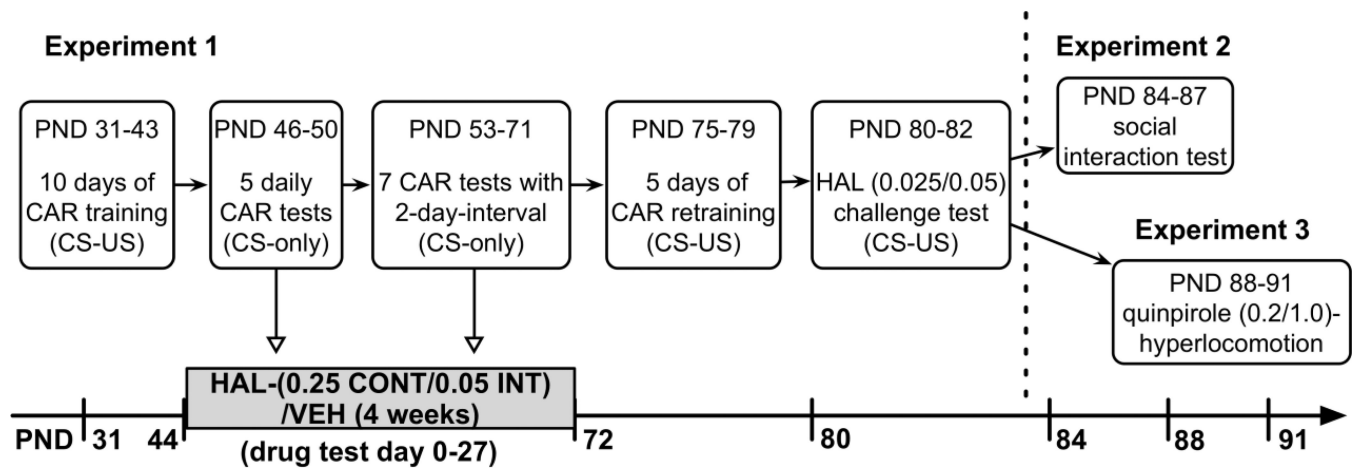 Experiment 1
PND 31-43
10 days of
CAR training
(CS-US)
PND 46-50
5 daily
CAR tests
(CS-only)
PND 53-71
7 CAR tests with
2-day-interval
(CS-only)
PND 75-79
5 days of
CAR retraining
(CS-US)
PND 80-82
HAL (0.025/0.05)
challenge test
(CS-US)
Experiment 2
PND 84-87
social
interaction test
Experiment 3
PND 88-91
quinpirole (0.2/1.0)-
hyperlocomotion
HAL-(0.25 CONT/0.05 INT)
/VEH (4 weeks)
(drug test day 0-27)
PND 31 44 72 80 84 88 91